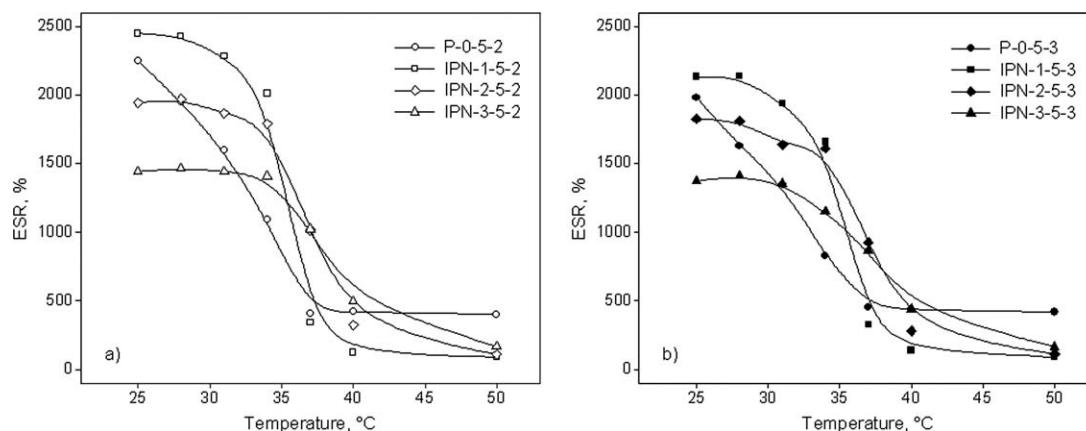 2500
2000
1500
1000
500
0
ESR, %
P-0-5-2
IPN-1-5-2
IPN-2-5-2
IPN-3-5-2
a)
25 30 35 40 45 50
Temperature, °C
2500
2000
1500
1000
500
0
ESR, %
P-0-5-3
IPN-1-5-3
IPN-2-5-3
IPN-3-5-3
b)
25 30 35 40 45 50
Temperature, °C